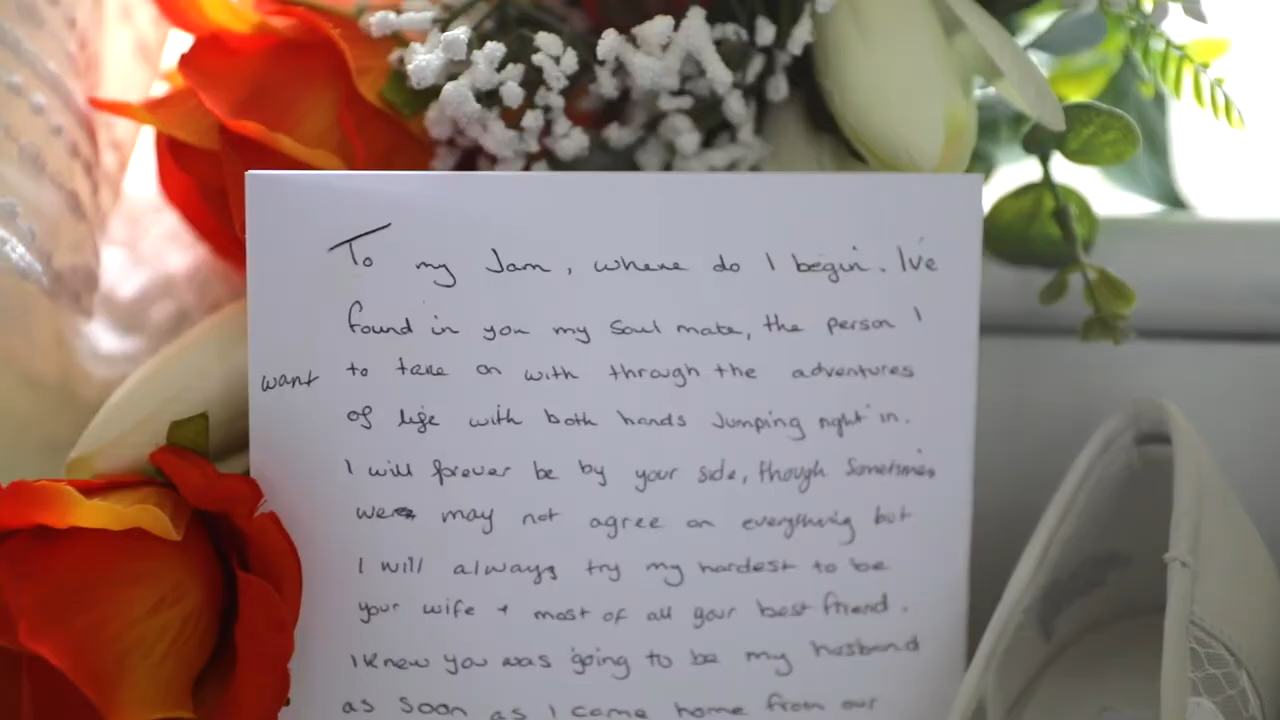 To my Jam, where do I begin. I've
found in you my soul mate, the person I
want to take on with through the adventures
of life with both hands Jumping right in.
I will forever be by your side, though Sometimes
we may not agree on everything but
I will always try my hardest to be
your wife + most of all your best friend.
I knew you was going to be my husband
as soon as I come home from our